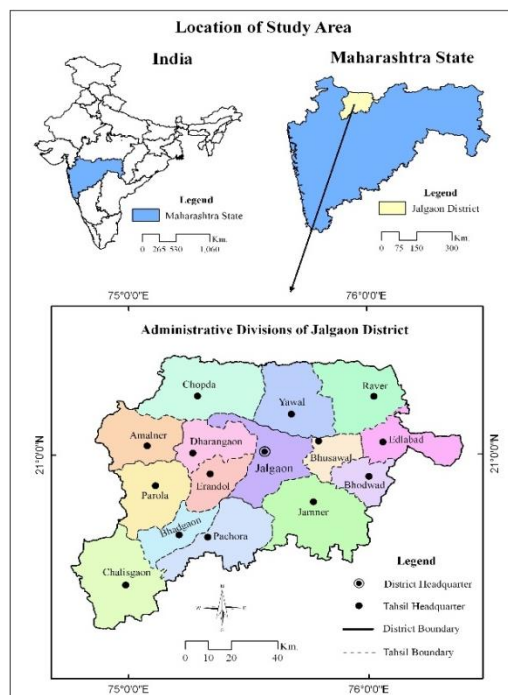 Location of Study Area
India
Maharashtra State
Legend
Maharashtra State
Km.
0 265 530 1,060
Legend
Jalgaon District
Km.
0 75 150 300
75°0'0"E 76°0'0"E
Administrative Divisions of Jalgaon District
Chopda
Yawal
Raver
Amalner
Dharangaon
Edlabad
21°0'0"N 21°0'0"N
Jalgaon
Bhusawal
Parola
Erandol
Bhodwad
Jamner
Bhadgaon
Pachora
Chalisgaon
Legend
District Headquarter
Tahsil Headquarter
District Boundary
Tahsil Boundary
Km.
0 10 20 40
75°0'0"E 76°0'0"E